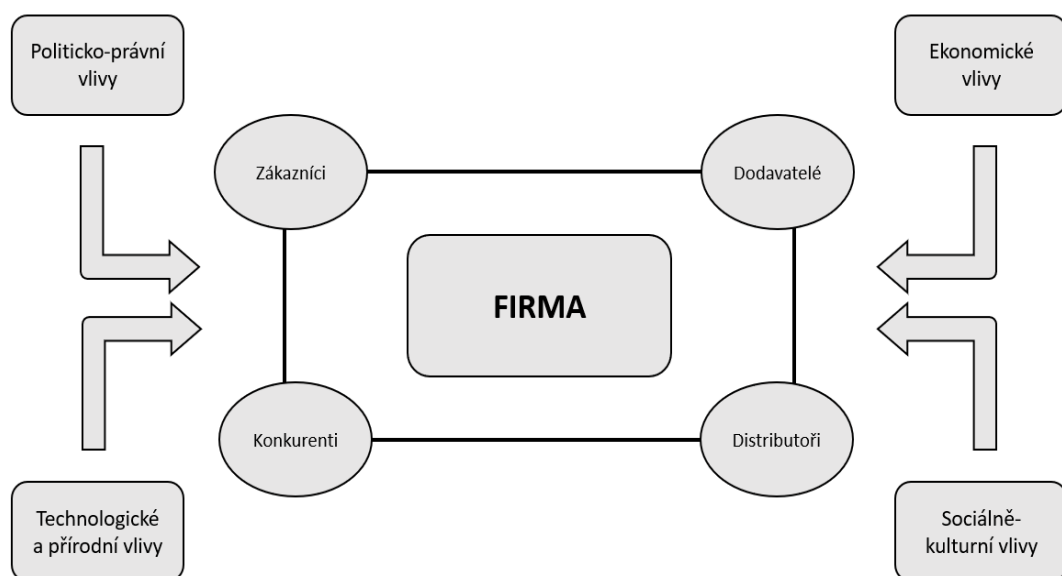 Politicko-právní
vlivy
Ekonomické
vlivy
Zákazníci
Dodavatelé
FIRMA
Konkurenti
Distributoři
Technologické
a přírodní vlivy
Sociálně-
kulturní vlivy